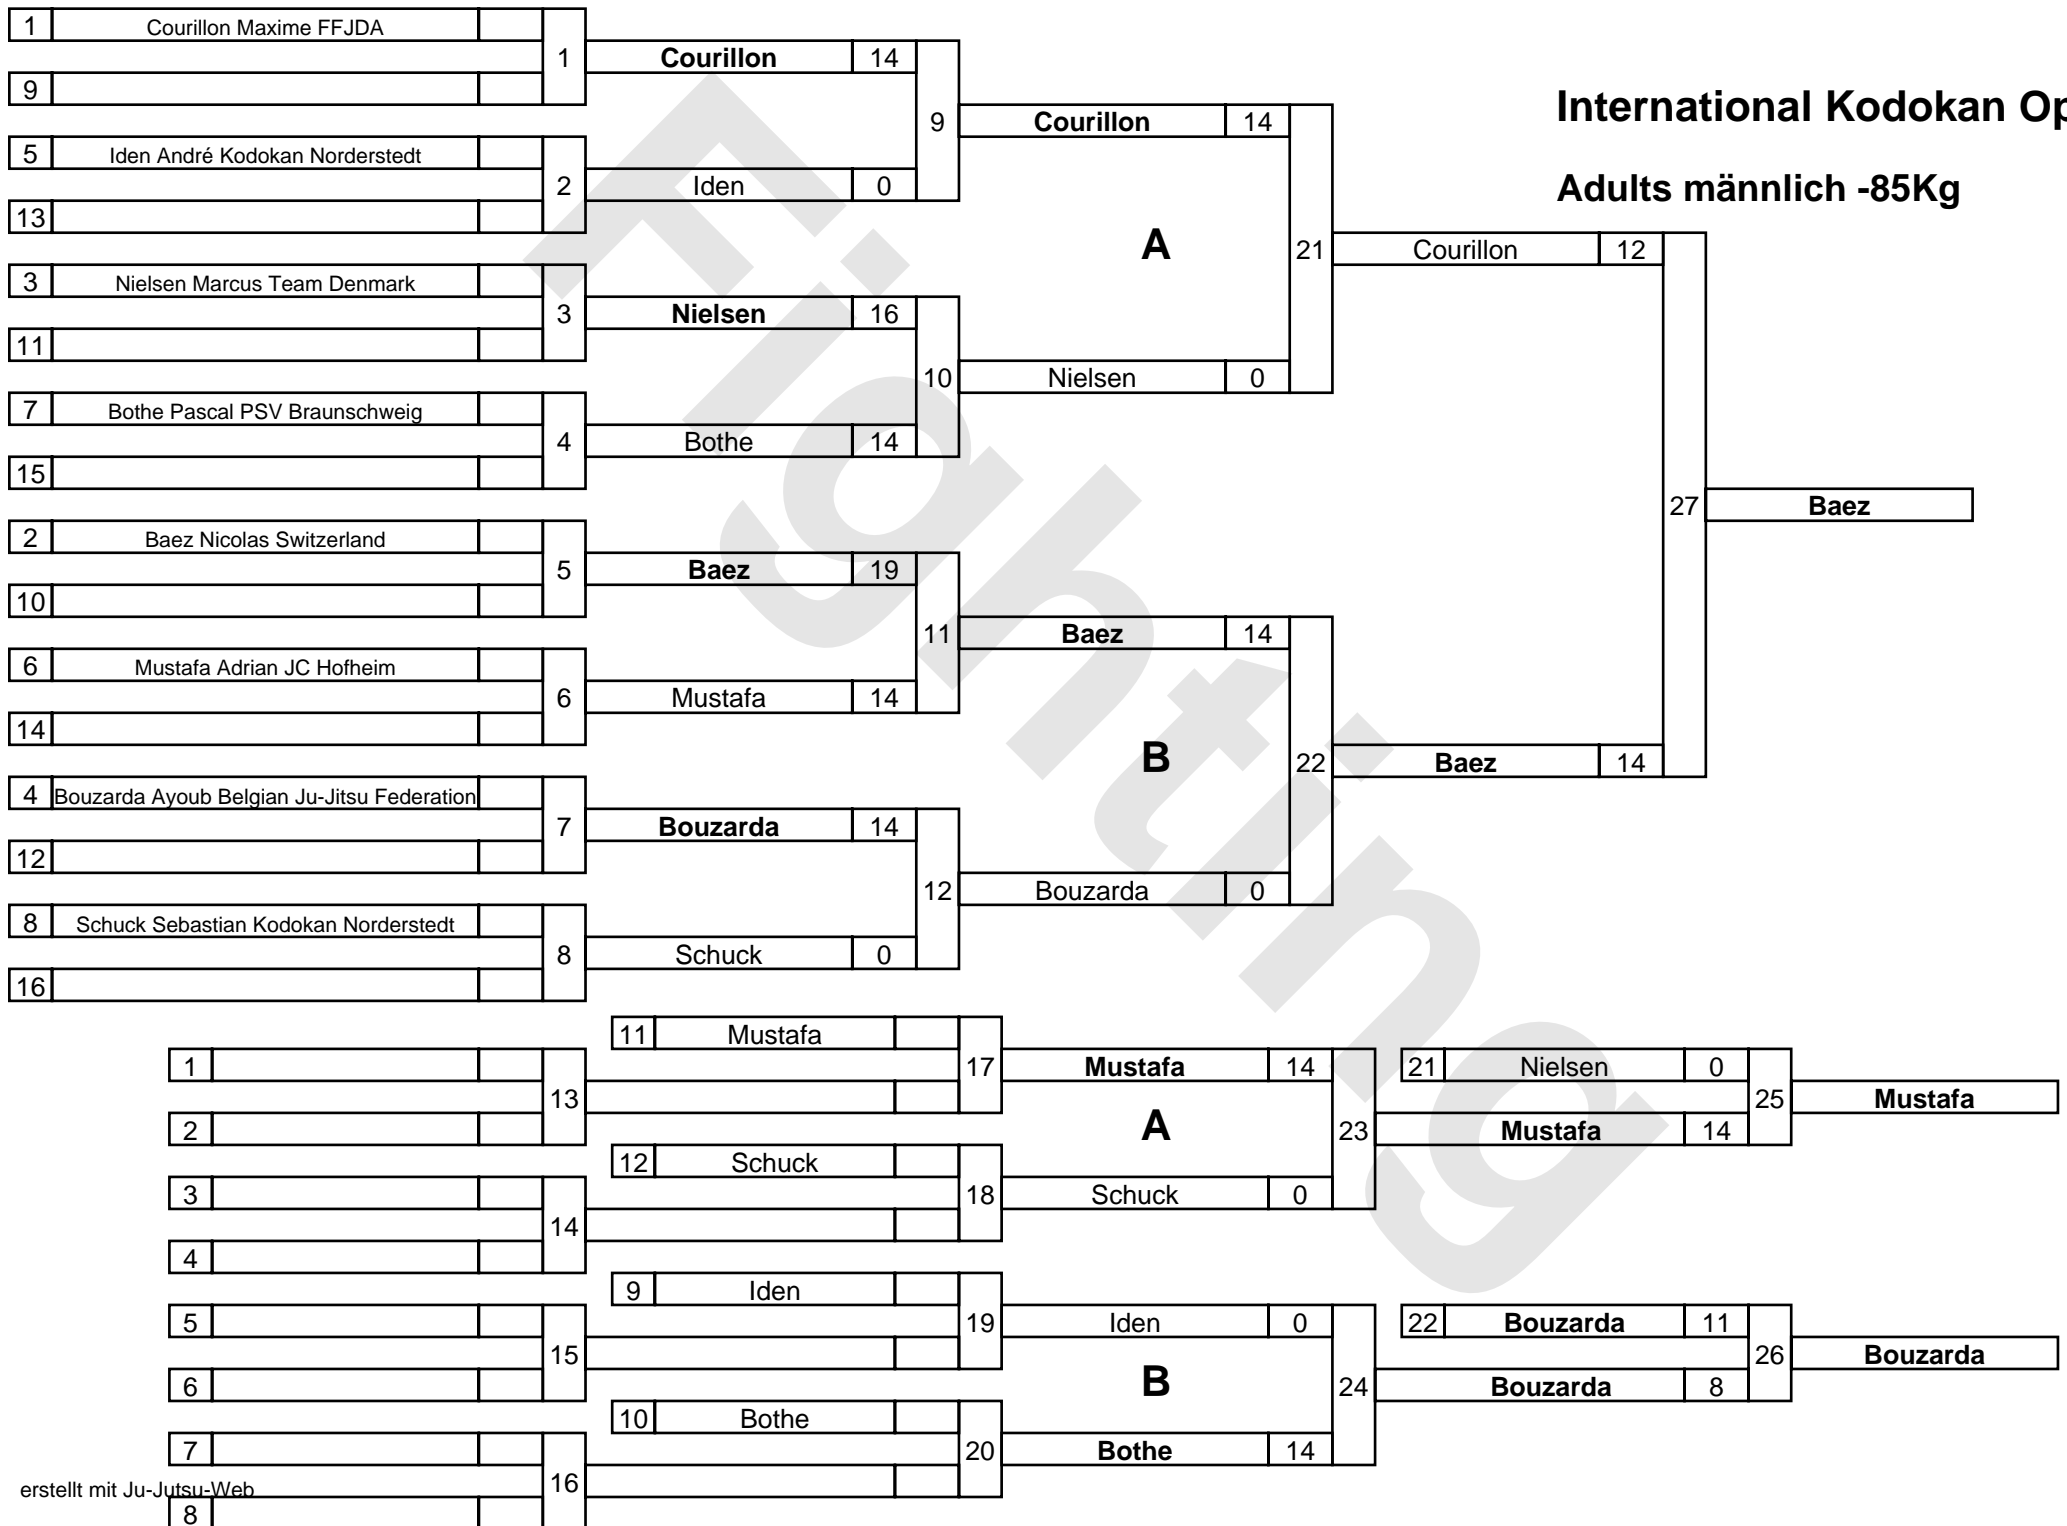 International Kodokan Op
Adults männlich -85Kg
Fighting
1 Courillon Maxime FFJDA
9
1
5 Iden André Kodokan Norderstedt
13
2
3 Nielsen Marcus Team Denmark
11
3
7 Bothe Pascal PSV Braunschweig
15
4
2 Baez Nicolas Switzerland
10
5
6 Mustafa Adrian JC Hofheim
14
6
4 Bouzarda Ayoub Belgian Ju-Jitsu Federation
12
7
8 Schuck Sebastian Kodokan Norderstedt
16
8
Courillon 14
Iden 0
9
Nielsen 16
Bothe 14
10
Baez 19
Mustafa 14
11
Bouzarda 14
Schuck 0
12
Courillon 14
A
Nielsen 0
21
Baez 14
B
Bouzarda 0
22
Courillon 12
Baez 14
27
Baez
1
2
13
3
4
14
5
6
15
7
8
16
11 Mustafa
17
12 Schuck
18
9 Iden
19
10 Bothe
20
Mustafa 14
A
Schuck 0
23
Iden 0
B
Bothe 14
24
21 Nielsen 0
Mustafa 14
25
Mustafa
22 Bouzarda 11
Bouzarda 8
26
Bouzarda
erstellt mit Ju-Jutsu-Web